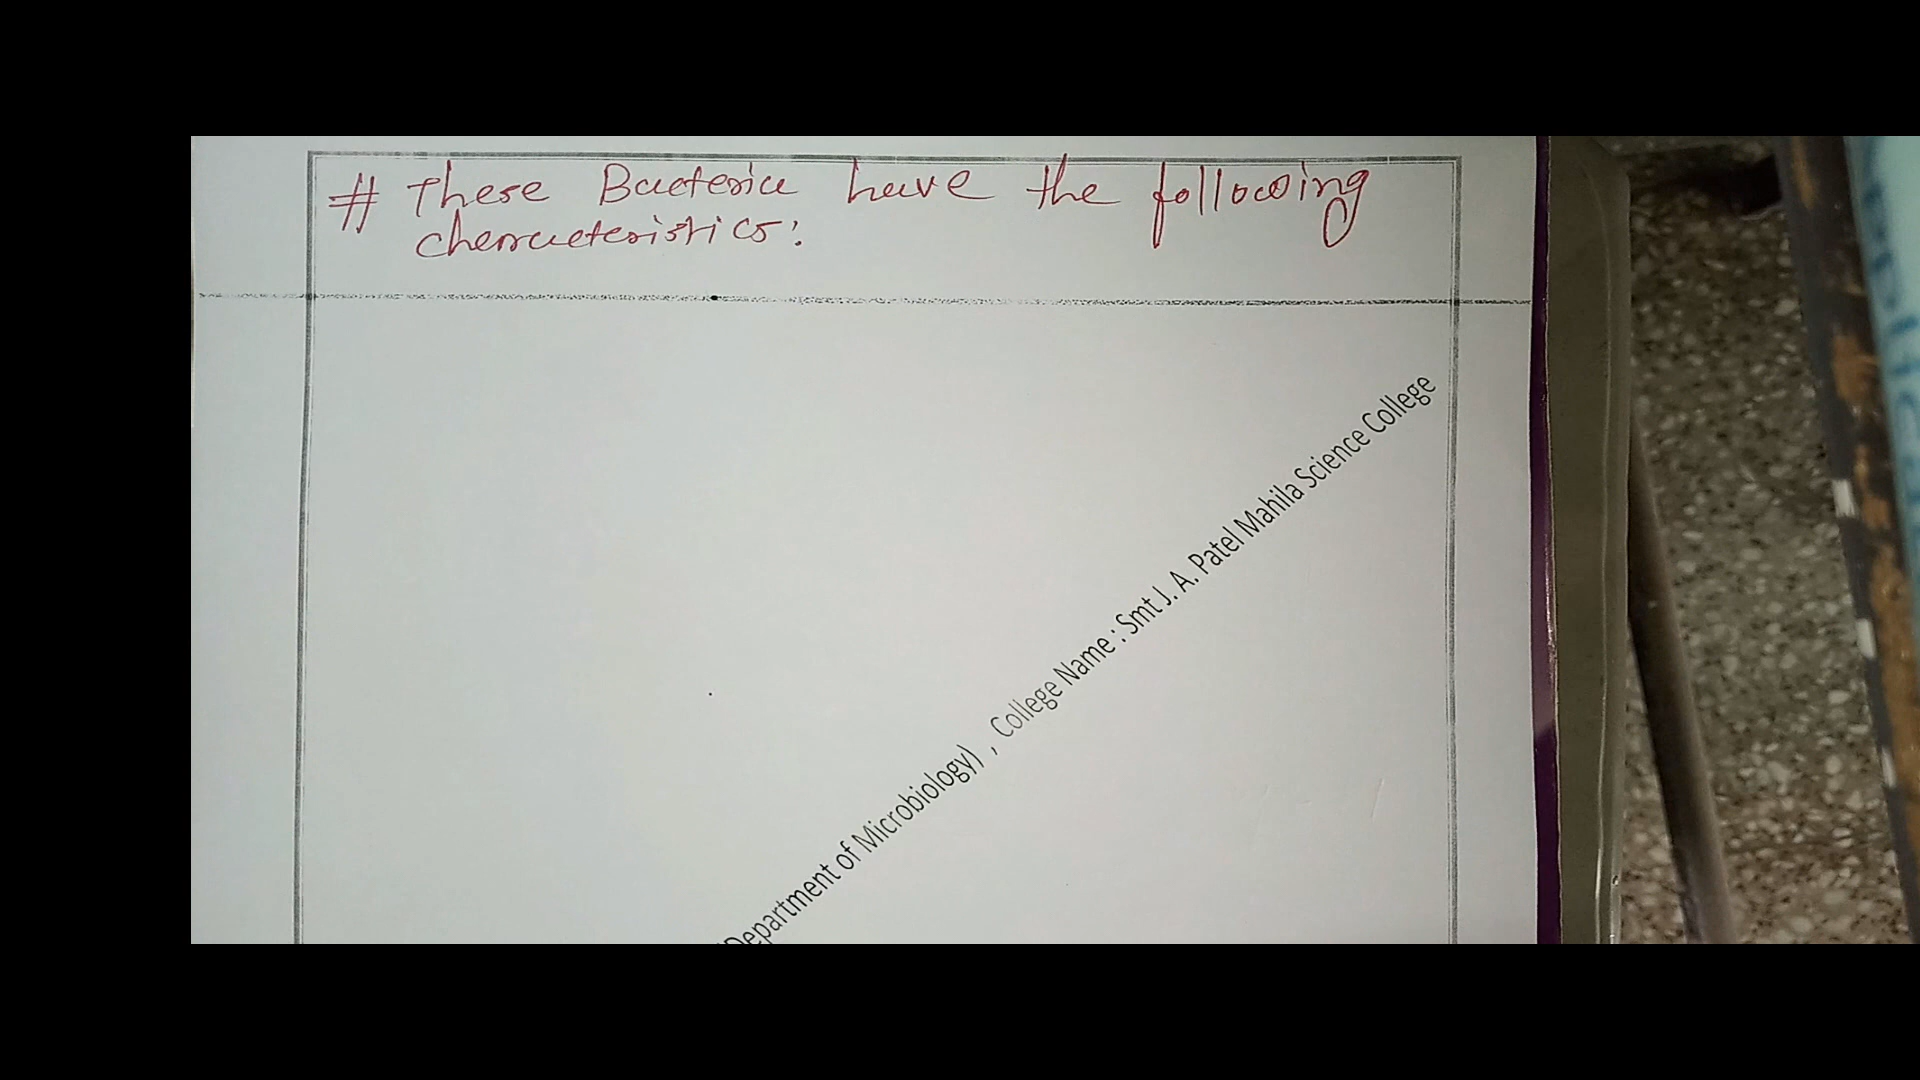 # These Bacteria have the following
characteristics:
Department of Microbiology) , College Name : Smt J. A. Patel Mahila Science College